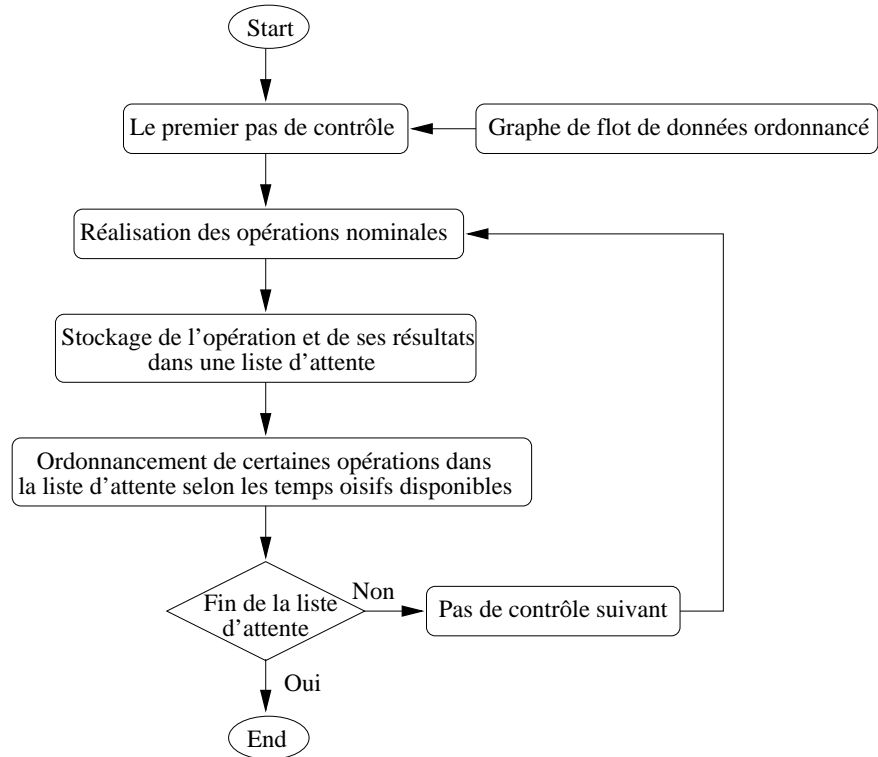 Start
Le premier pas de contrôle
Graphe de flot de données ordonnancé
Réalisation des opérations nominales
Stockage de l'opération et de ses résultats
dans une liste d'attente
Ordonnancement de certaines opérations dans
la liste d'attente selon les temps oisifs disponibles
Fin de la liste
d'attente
Non
Pas de contrôle suivant
Oui
End